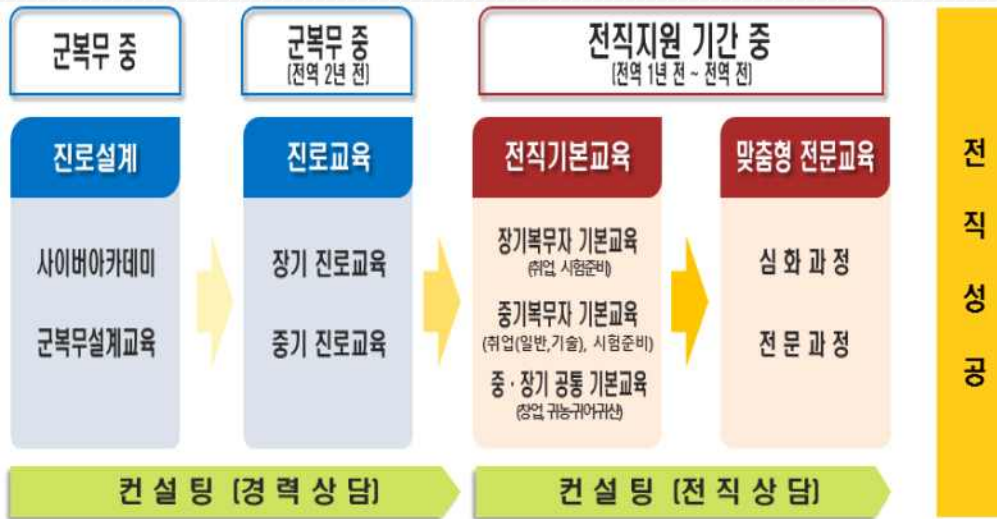 군복무 중
군복무 중
(전역 2년 전)
전직지원 기간 중
(전역 1년 전 ~ 전역 전)
진로설계
사이버아카데미
군복무설계교육
진로교육
장기 진로교육
중기 진로교육
전직기본교육
장기복무자 기본교육
(취업, 시험준비)
중기복무자 기본교육
(취업(일반,기술), 시험준비)
중 · 장기 공통 기본교육
(창업, 귀농귀어귀산)
맞춤형 전문교육
심 화 과 정
전 문 과 정
컨 설 팅 (경 력 상 담)
컨 설 팅 (전 직 상 담)
전
직
성
공